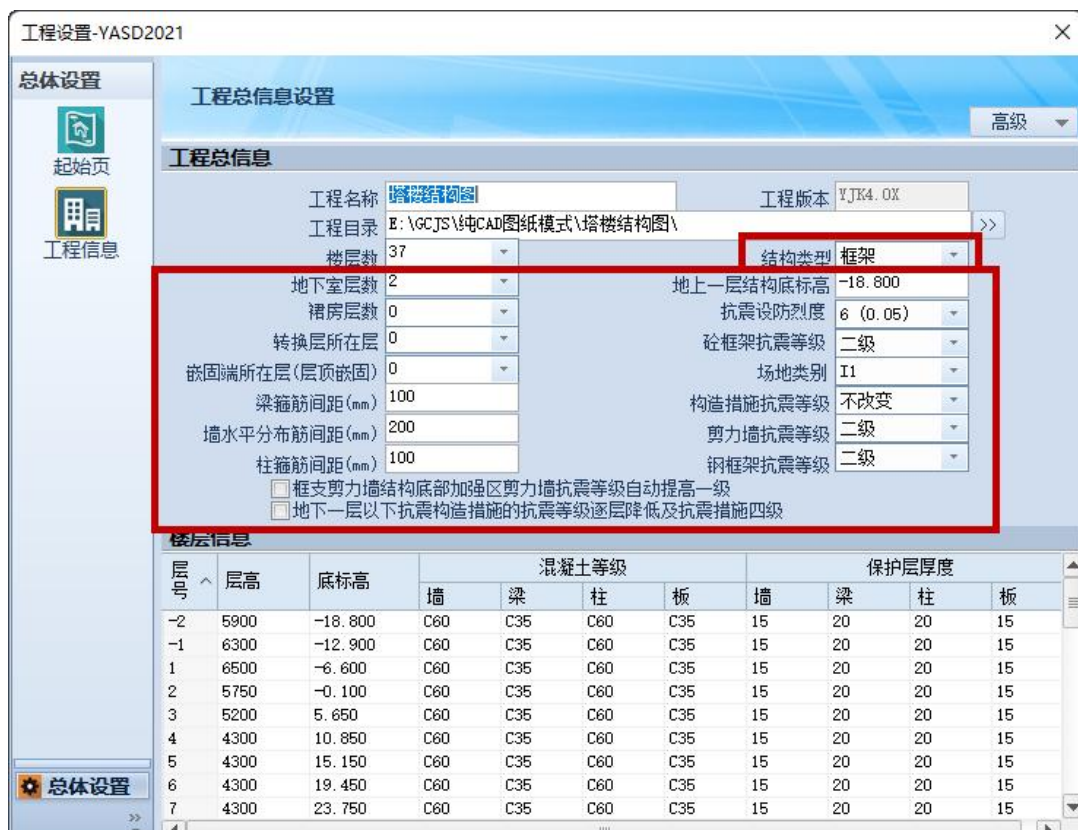 工程设置-YASD2021
总体设置
起始页
工程信息
总体设置
工程总信息设置
高级
工程总信息
工程名称 塔楼结构图 工程版本 YJK4.0X
工程目录 E:\GCJS\纯CAD图纸模式\塔楼结构图\ >>
楼层数 37 结构类型 框架
地下室层数 2 地上一层结构底标高 -18.800
裙房层数 0 抗震设防烈度 6 (0.05)
转换层所在层 0 砼框架抗震等级 二级
嵌固端所在层(层顶嵌固) 0 场地类别 I1
梁箍筋间距(mm) 100 构造措施抗震等级 不改变
墙水平分布筋间距(mm) 200 剪力墙抗震等级 二级
柱箍筋间距(mm) 100 钢框架抗震等级 二级
框支剪力墙结构底部加强区剪力墙抗震等级自动提高一级
地下一层以下抗震构造措施的抗震等级逐层降低及抗震措施四级
楼层信息
层号 层高 底标高 混凝土等级 保护层厚度
墙 梁 柱 板 墙 梁 柱 板
-2 5900 -18.800 C60 C35 C60 C35 15 20 20 15
-1 6300 -12.900 C60 C35 C60 C35 15 20 20 15
1 6500 -6.600 C60 C35 C60 C35 15 20 20 15
2 5750 -0.100 C60 C35 C60 C35 15 20 20 15
3 5200 5.650 C60 C35 C60 C35 15 20 20 15
4 4300 10.850 C60 C35 C60 C35 15 20 20 15
5 4300 15.150 C60 C35 C60 C35 15 20 20 15
6 4300 19.450 C60 C35 C60 C35 15 20 20 15
7 4300 23.750 C60 C35 C60 C35 15 20 20 15